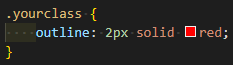 .yourclass {
    outline: 2px solid red;
}